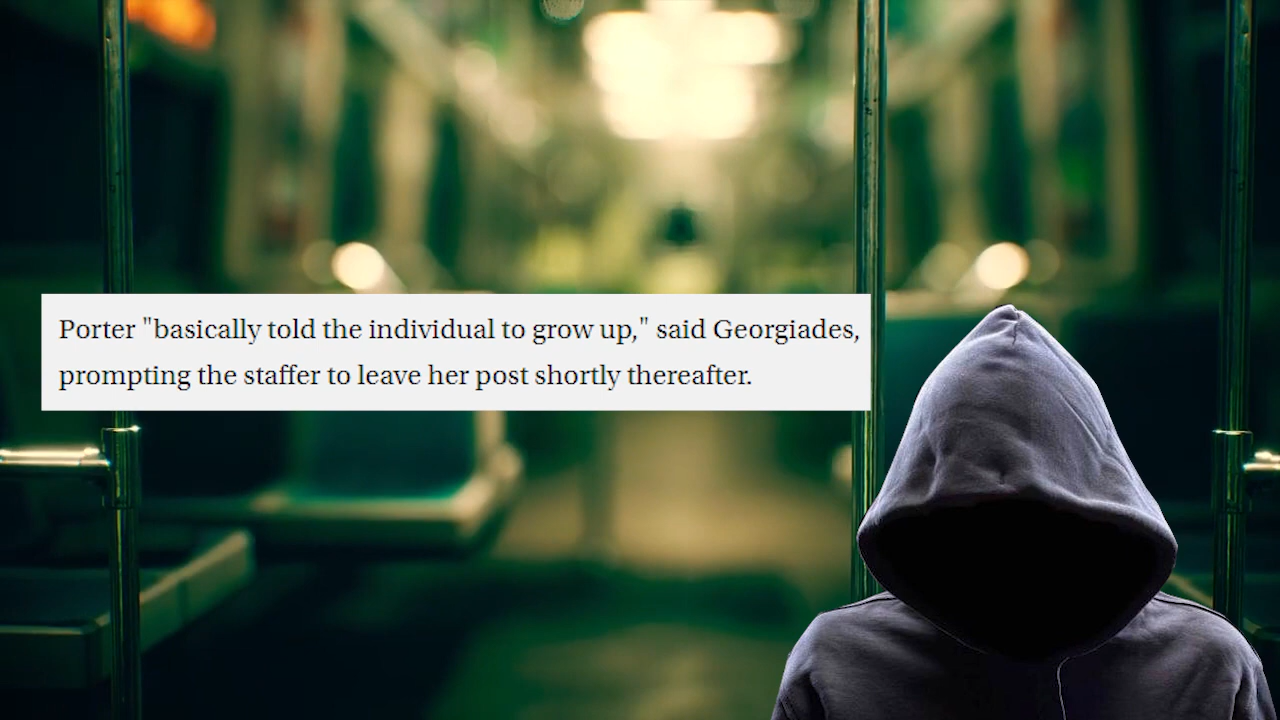 Porter "basically told the individual to grow up," said Georgiades,
prompting the staffer to leave her post shortly thereafter.